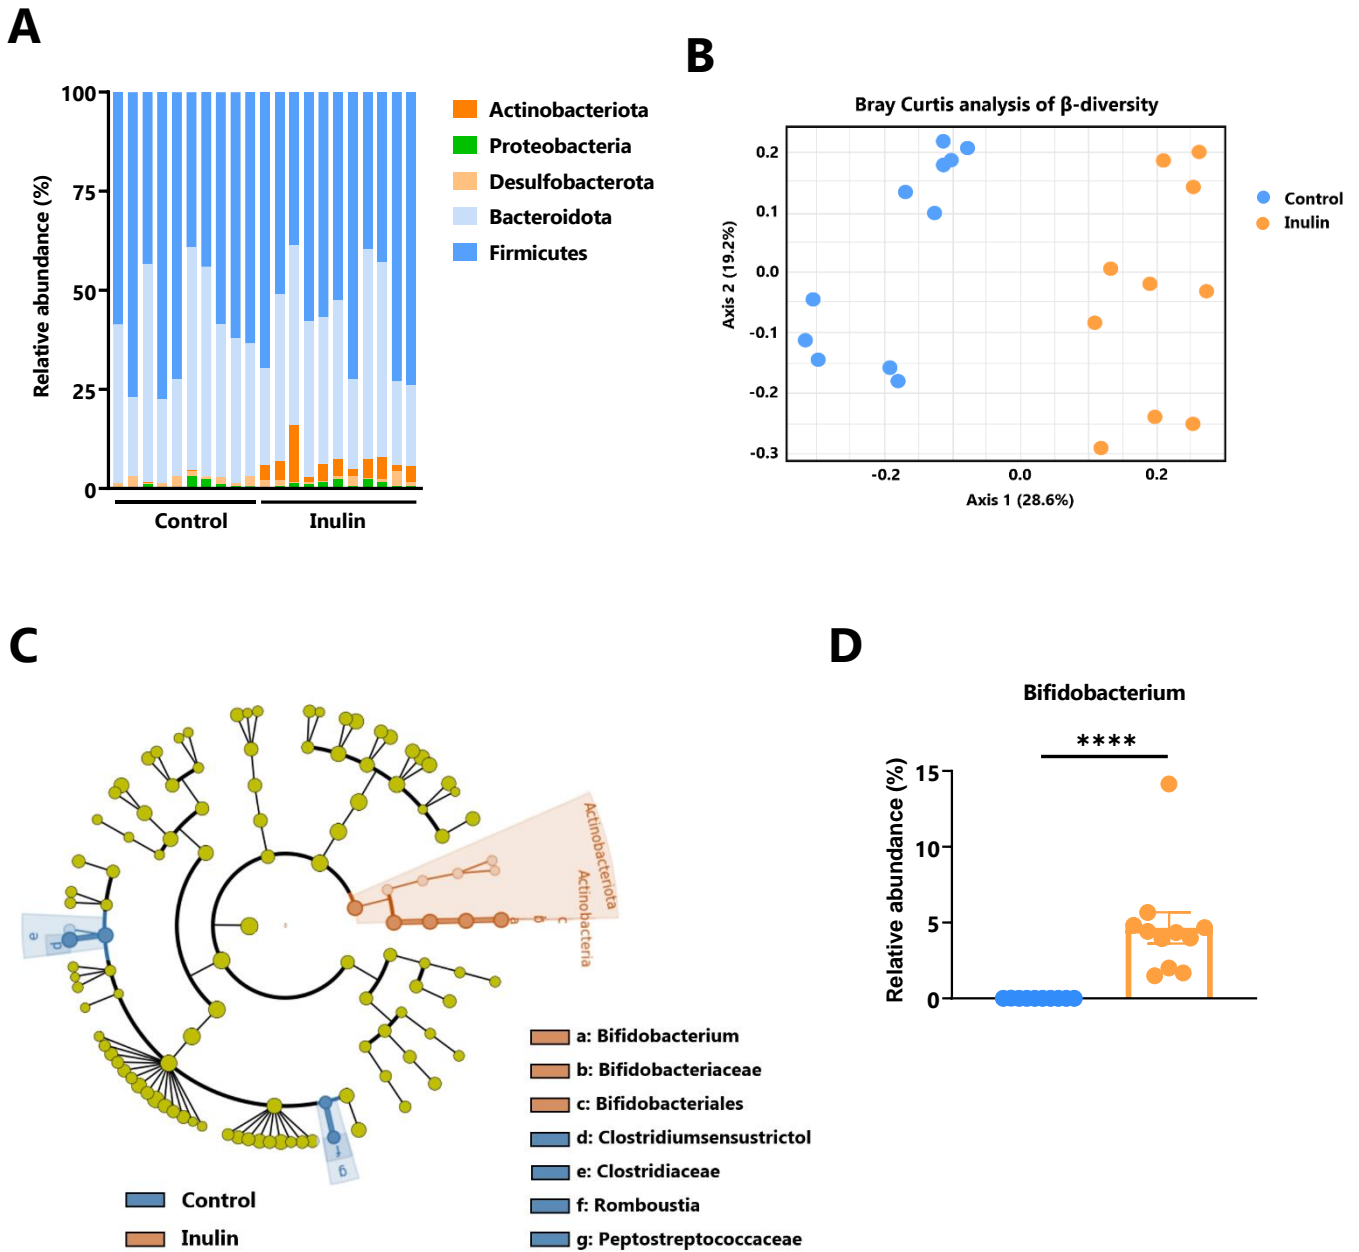 A
100
75
50
25
0
Relative abundance (%)
Control
Inulin
Actinobacteriota
Proteobacteria
Desulfobacterota
Bacteroidota
Firmicutes
B
Bray Curtis analysis of β-diversity
0.2
0.1
0.0
-0.1
-0.2
-0.3
Axis 2 (19.2%)
-0.2
0.0
0.2
Axis 1 (28.6%)
Control
Inulin
C
Actinobacteriota
Actinobacteria
a
b
c
e
d
f
g
Control
Inulin
a: Bifidobacterium
b: Bifidobacteriaceae
c: Bifidobacteriales
d: Clostridiumsensustrictol
e: Clostridiaceae
f: Romboustia
g: Peptostreptococcaceae
D
Bifidobacterium
****
15
10
5
0
Relative abundance (%)